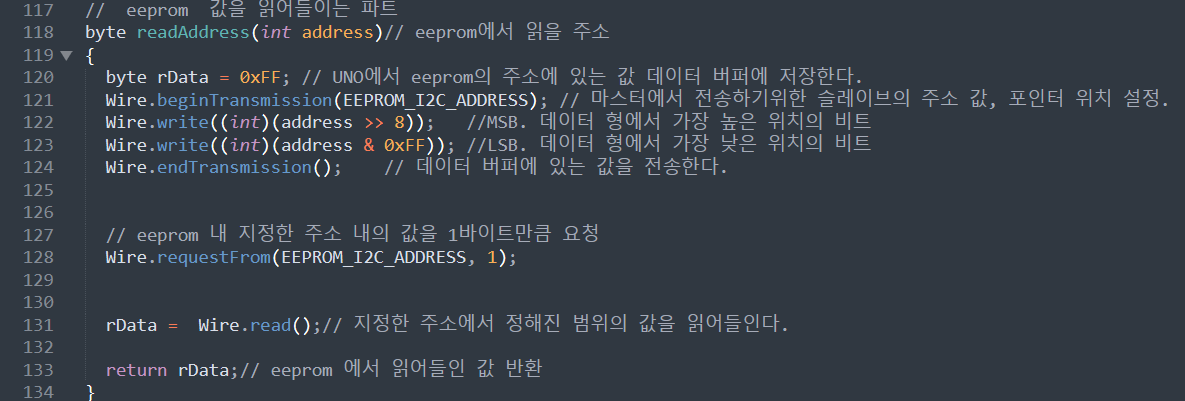 117 //  eeprom  값을 읽어들이는 파트
118 byte readAddress(int address)// eeprom에서 읽을 주소
119 {
120 byte rData = 0xFF; // UNO에서 eeprom의 주소에 있는 값 데이터 버퍼에 저장한다.
121 Wire.beginTransmission(EEPROM_I2C_ADDRESS); // 마스터에서 전송하기위한 슬레이브의 주소 값, 포인터 위치 설정.
122 Wire.write((int)(address >> 8));   //MSB. 데이터 형에서 가장 높은 위치의 비트
123 Wire.write((int)(address & 0xFF)); //LSB. 데이터 형에서 가장 낮은 위치의 비트
124 Wire.endTransmission();    // 데이터 버퍼에 있는 값을 전송한다.
125
126
127 // eeprom 내 지정한 주소 내의 값을 1바이트만큼 요청
128 Wire.requestFrom(EEPROM_I2C_ADDRESS, 1);
129
130
131 rData =  Wire.read();// 지정한 주소에서 정해진 범위의 값을 읽어들인다.
132
133 return rData;// eeprom 에서 읽어들인 값 반환
134 }